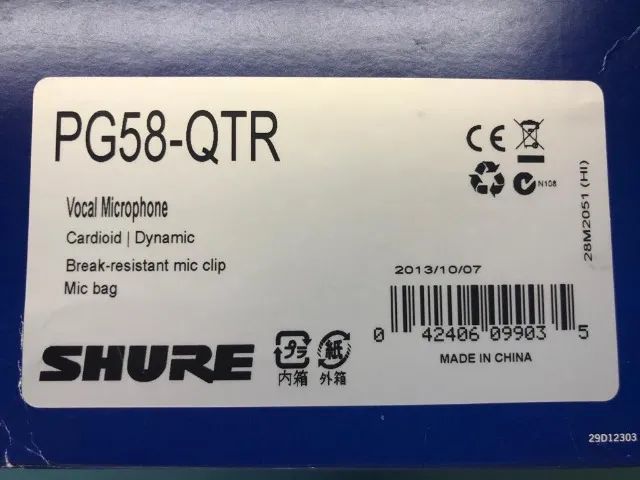 PG58-QTR
Vocal Microphone
Cardioid | Dynamic
Break-resistant mic clip
Mic bag
CE
N108
28M2051 (HI)
2013/10/07
0 42406 09903 5
MADE IN CHINA
SHURE
プラ 紙
内箱 外箱
29D12303